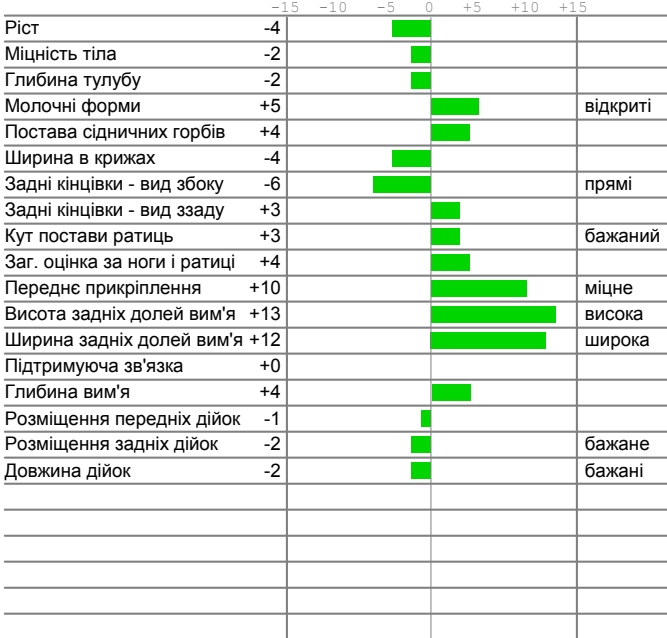 -15 -10 -5 0 +5 +10 +15
Ріст -4
Міцність тіла -2
Глибина тулубу -2
Молочні форми +5 відкриті
Постава сідничних горбів +4
Ширина в крижах -4
Задні кінцівки - вид збоку -6 прямі
Задні кінцівки - вид ззаду +3
Кут постави ратиць +3 бажаний
Заг. оцінка за ноги і ратиці +4
Переднє прикріплення +10 міцне
Висота задніх долей вим'я +13 висока
Ширина задніх долей вим'я +12 широка
Підтримуюча зв'язка +0
Глибина вим'я +4
Розміщення передніх дійок -1
Розміщення задніх дійок -2 бажане
Довжина дійок -2 бажані